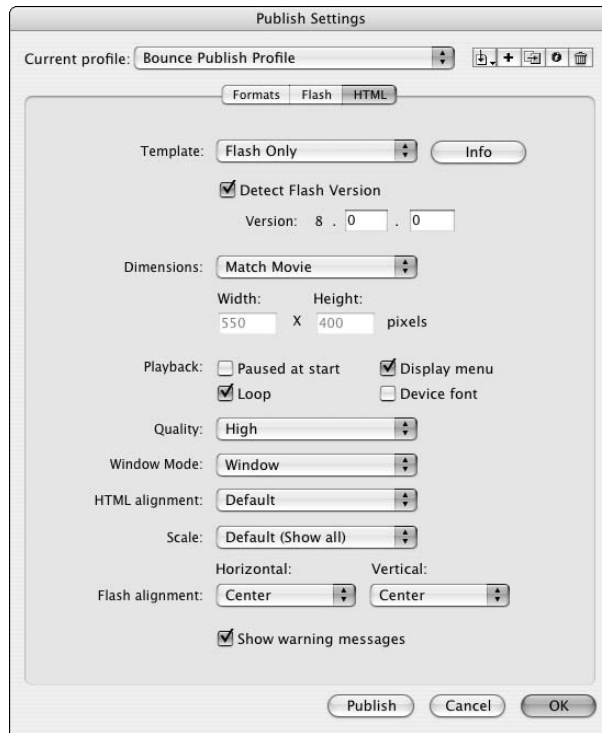 Publish Settings
Current profile: Bounce Publish Profile
Formats Flash HTML
Template: Flash Only Info
Detect Flash Version
Version: 8 . 0 . 0
Dimensions: Match Movie
Width: Height:
550 X 400 pixels
Playback: Paused at start Display menu
Loop Device font
Quality: High
Window Mode: Window
HTML alignment: Default
Scale: Default (Show all)
Horizontal: Vertical:
Flash alignment: Center Center
Show warning messages
Publish Cancel OK